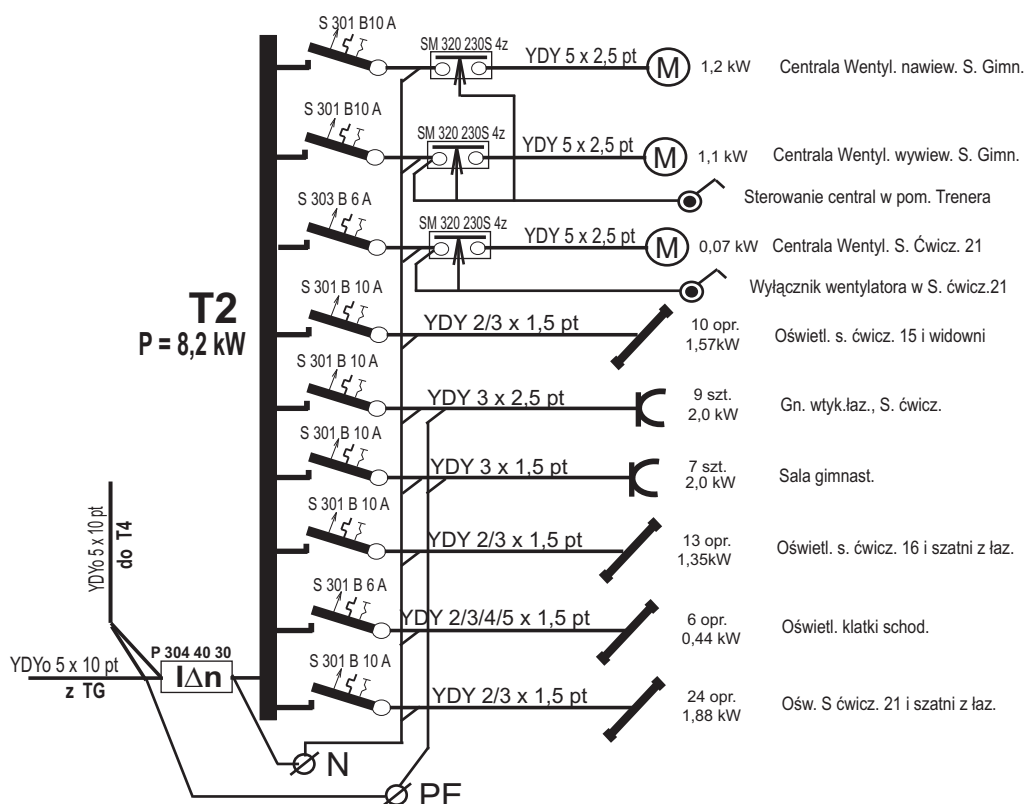 S 301 B10 A
SM 320 230S 4z
YDY 5 x 2,5 pt
M
1,2 kW
Centrala Wentyl. nawiew. S. Gimn.
S 301 B10 A
SM 320 230S 4z
YDY 5 x 2,5 pt
M
1,1 kW
Centrala Wentyl. wywiew. S. Gimn.
Sterowanie central w pom. Trenera
S 303 B 6 A
SM 320 230S 4z
YDY 5 x 2,5 pt
M
0,07 kW
Centrala Wentyl. S. Ćwicz. 21
Wyłącznik wentylatora w S. ćwicz.21
T2
P = 8,2 kW
S 301 B 10 A
YDY 2/3 x 1,5 pt
10 opr.
1,57kW
Oświetl. s. ćwicz. 15 i widowni
S 301 B 10 A
YDY 3 x 2,5 pt
9 szt.
2,0 kW
Gn. wtyk.łaz., S. ćwicz.
S 301 B 10 A
YDY 3 x 1,5 pt
7 szt.
2,0 kW
Sala gimnast.
S 301 B 10 A
YDY 2/3 x 1,5 pt
13 opr.
1,35kW
Oświetl. s. ćwicz. 16 i szatni z łaz.
S 301 B 6 A
YDY 2/3/4/5 x 1,5 pt
6 opr.
0,44 kW
Oświetl. klatki schod.
S 301 B 10 A
YDY 2/3 x 1,5 pt
24 opr.
1,88 kW
Ośw. S ćwicz. 21 i szatni z łaz.
YDYo 5 x 10 pt
do T4
YDYo 5 x 10 pt
z TG
P 304 40 30
I∆n
N